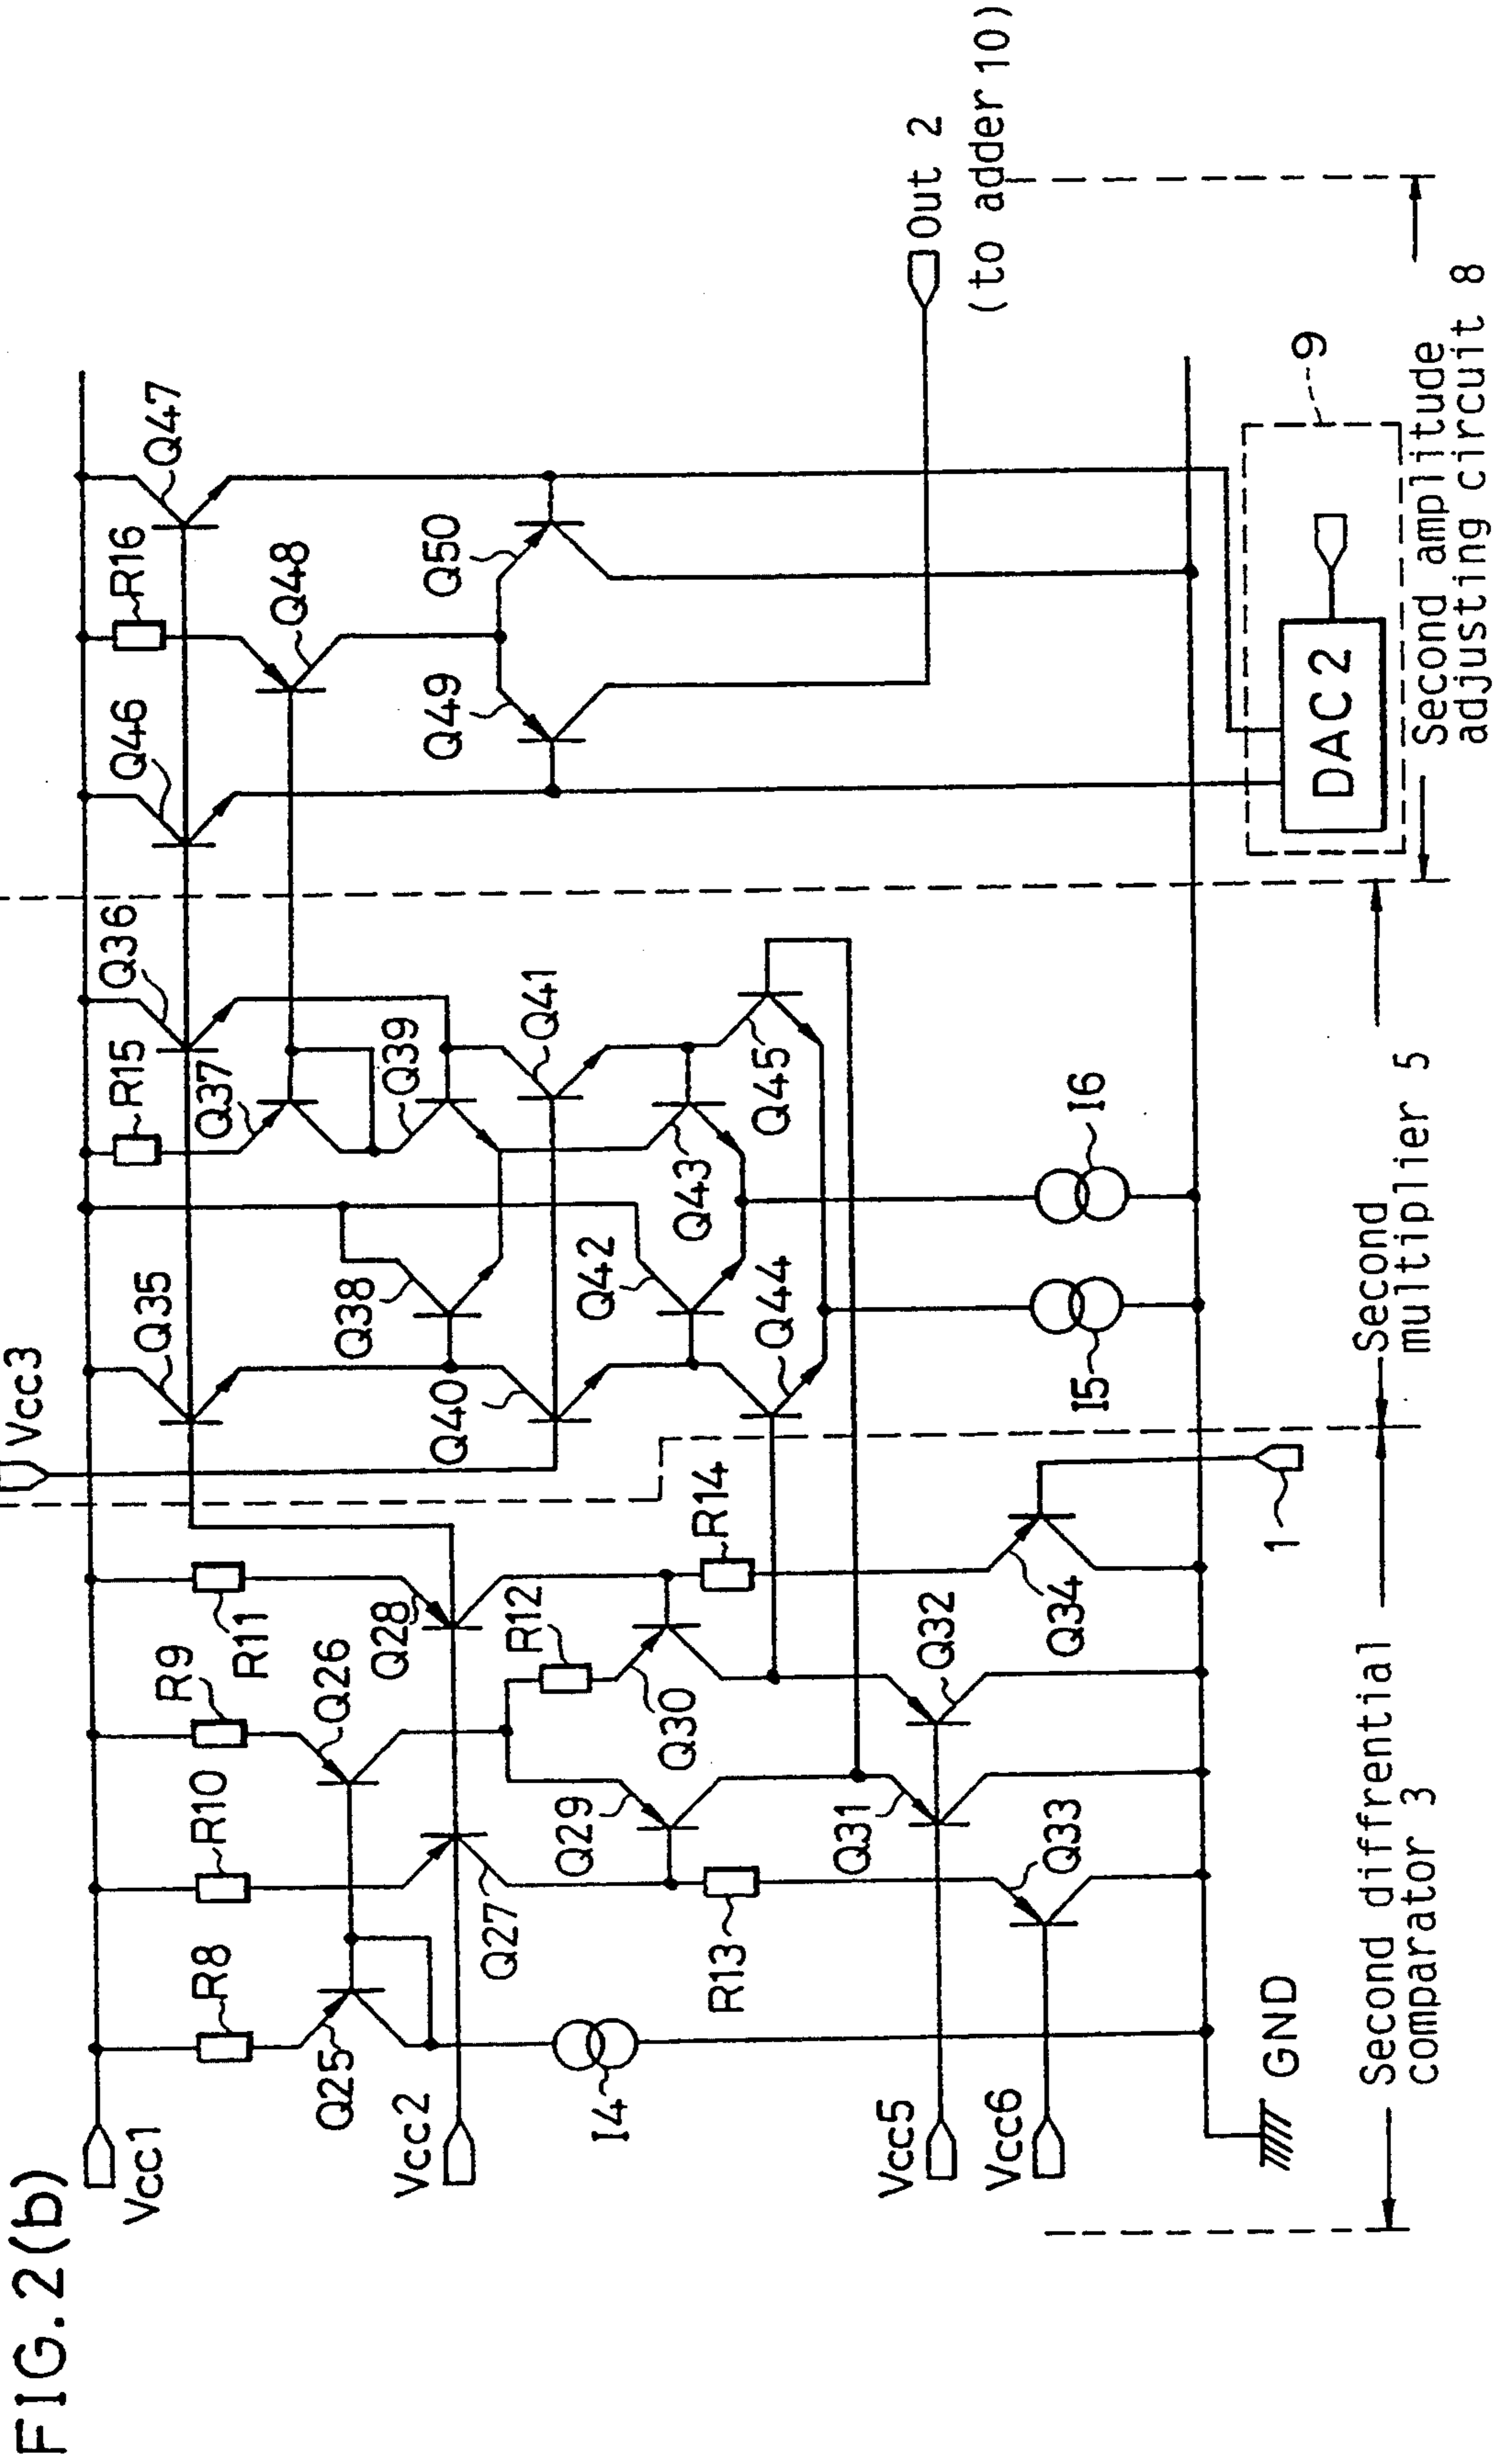 FIG.2(b)
Vcc1
Vcc2
Vcc3
Vcc5
Vcc6
GND
R8
R10
R9
R11
Q25
Q26
Q27
Q28
R12
Q29
Q30
R13
R14
Q31
Q32
Q33
Q34
I4
1
Q35
R15
Q36
Q37
Q38
Q39
Q40
Q41
Q42
Q43
Q44
Q45
I5
I6
Q46
R16
Q47
Q48
Q49
Q50
Out 2
(to adder 10)
DAC2
9
Second diffrential
comparator 3
Second
multiplier 5
Second amplitude
adjusting circuit 8